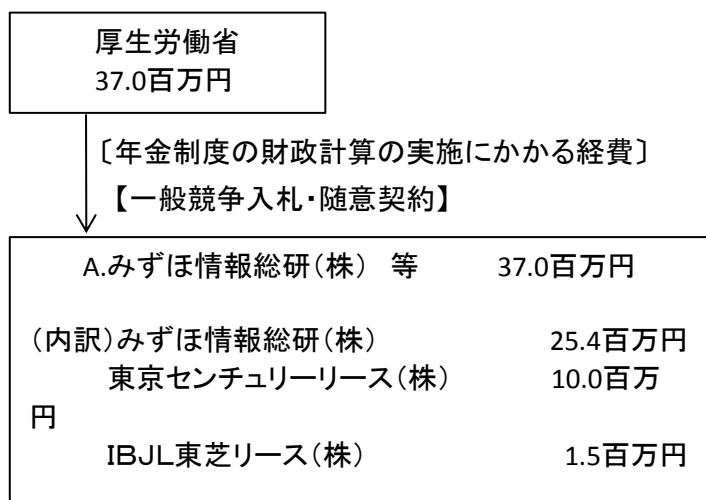 厚生労働省
37.0百万円
〔年金制度の財政計算の実施にかかる経費〕
【一般競争入札・随意契約】
A.みずほ情報総研(株) 等 37.0百万円
(内訳)みずほ情報総研(株) 25.4百万円
東京センチュリーリース(株) 10.0百万
円
IBJL東芝リース(株) 1.5百万円